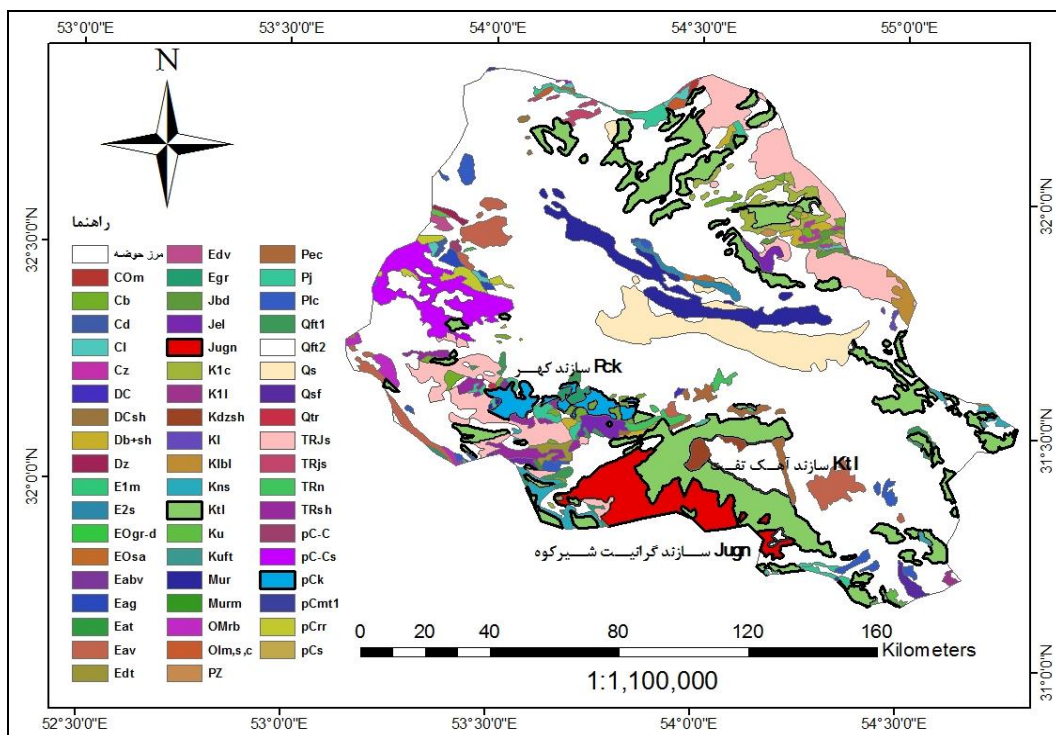 53°0'0"E 53°30'0"E 54°0'0"E 54°30'0"E 55°0'0"E
N
32°0'0"N
31°30'0"N
31°0'0"N
32°30'0"N
32°0'0"N
راهنما
مرز حوضه
COm
Cb
Cd
Cl
Cz
DC
DCsh
Db+sh
Dz
E1m
E2s
EOgr-d
EOsa
Eabv
Eag
Eat
Eav
Edt
Edv
Egr
Jbd
Jel
Jugn
K1c
K1l
Kdzsh
Kl
Klbl
Kns
Ktl
Ku
Kuft
Mur
Murm
OMrb
Olm,s,c
PZ
Pec
Pj
Plc
Qft1
Qft2
Qs
Qsf
Qtr
TRJs
TRjs
TRn
TRsh
pC-C
pC-Cs
pCk
pCmt1
pCrr
pCs
سازند کهر Pck
سازند آهک تفت Ktl
سازند گرانیت شیرکوه Jugn
0 20 40 80 120 160
Kilometers
1:1,100,000
52°30'0"E 53°0'0"E 53°30'0"E 54°0'0"E 54°30'0"E